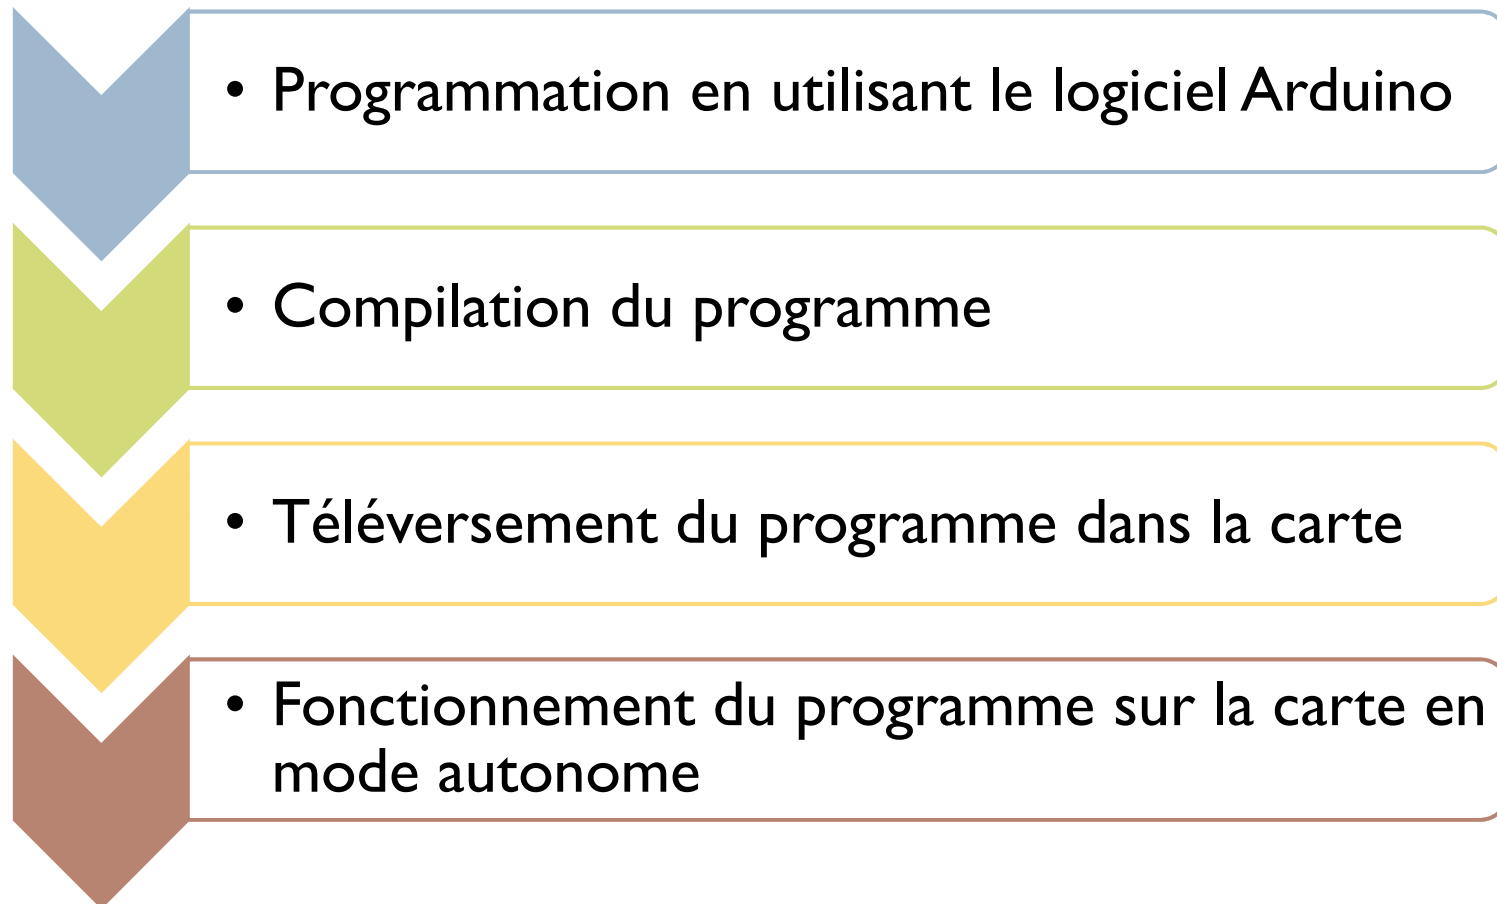 • Programmation en utilisant le logiciel Arduino
• Compilation du programme
• Téléversement du programme dans la carte
• Fonctionnement du programme sur la carte en
mode autonome